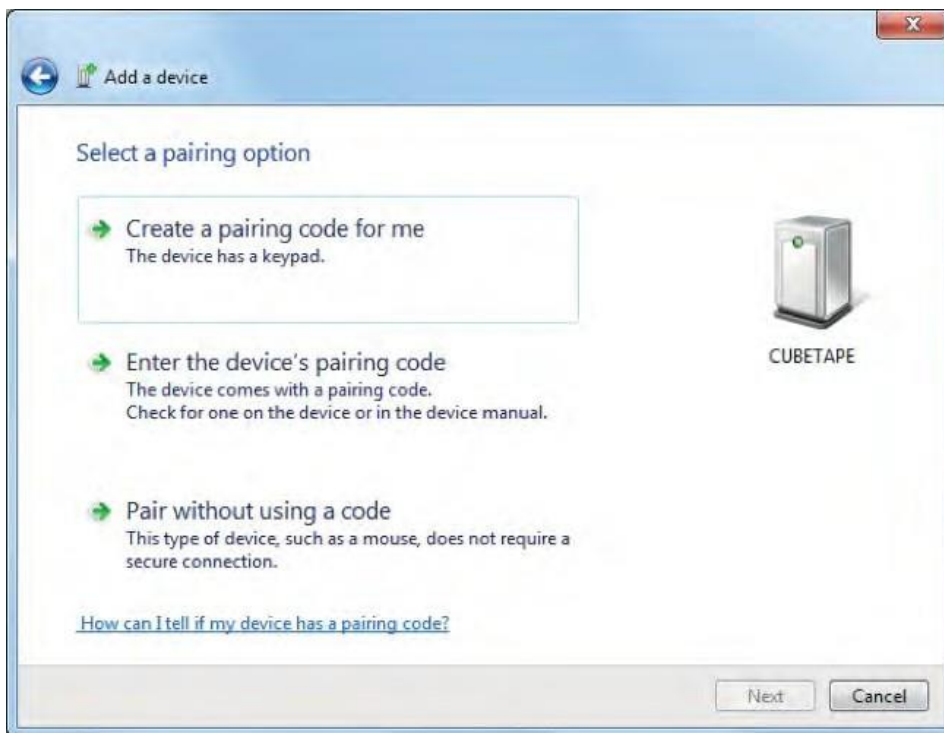 X
Add a device
Select a pairing option
Create a pairing code for me
The device has a keypad.
CUBETAPE
Enter the device's pairing code
The device comes with a pairing code.
Check for one on the device or in the device manual.
Pair without using a code
This type of device, such as a mouse, does not require a
secure connection.
How can I tell if my device has a pairing code?
Next
Cancel